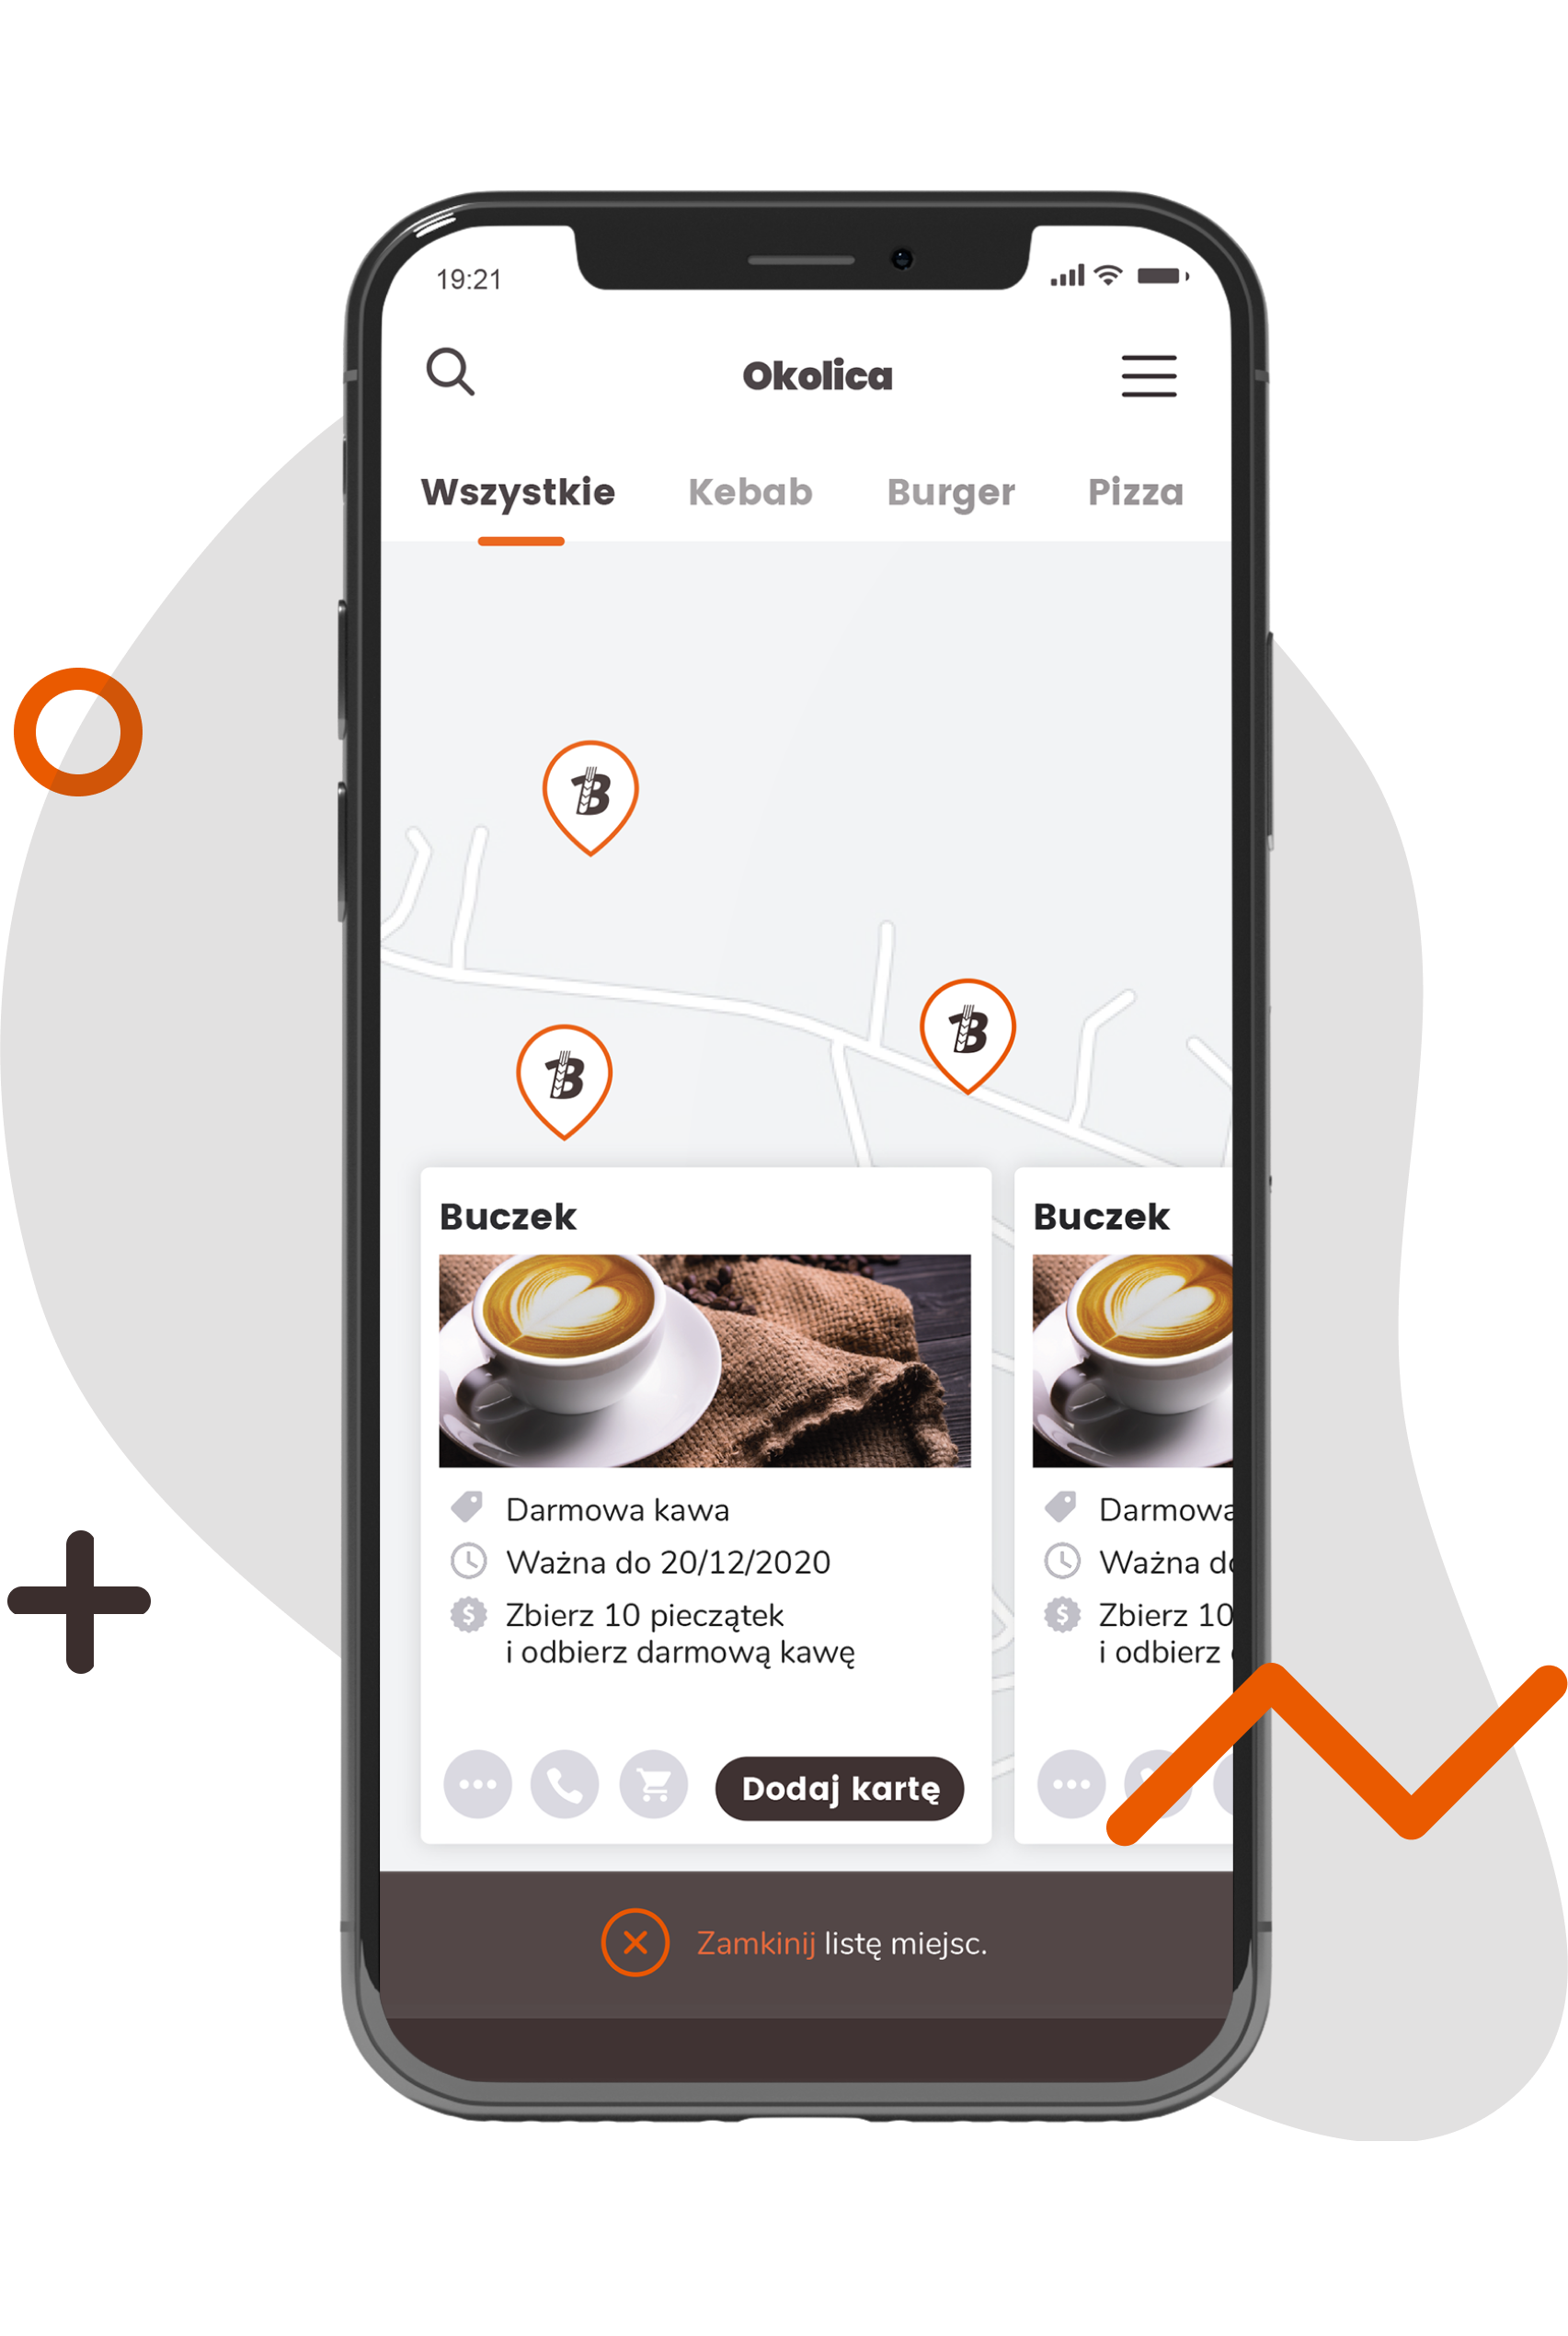 19:21
Okolica
Wszystkie Kebab Burger Pizza
B
B
B
Buczek
Darmowa kawa
Ważna do 20/12/2020
Zbierz 10 pieczątek
i odbierz darmową kawę
Dodaj kartę
Buczek
Darmowa
Ważna do
Zbierz 10
i odbierz
Zamkinij listę miejsc.